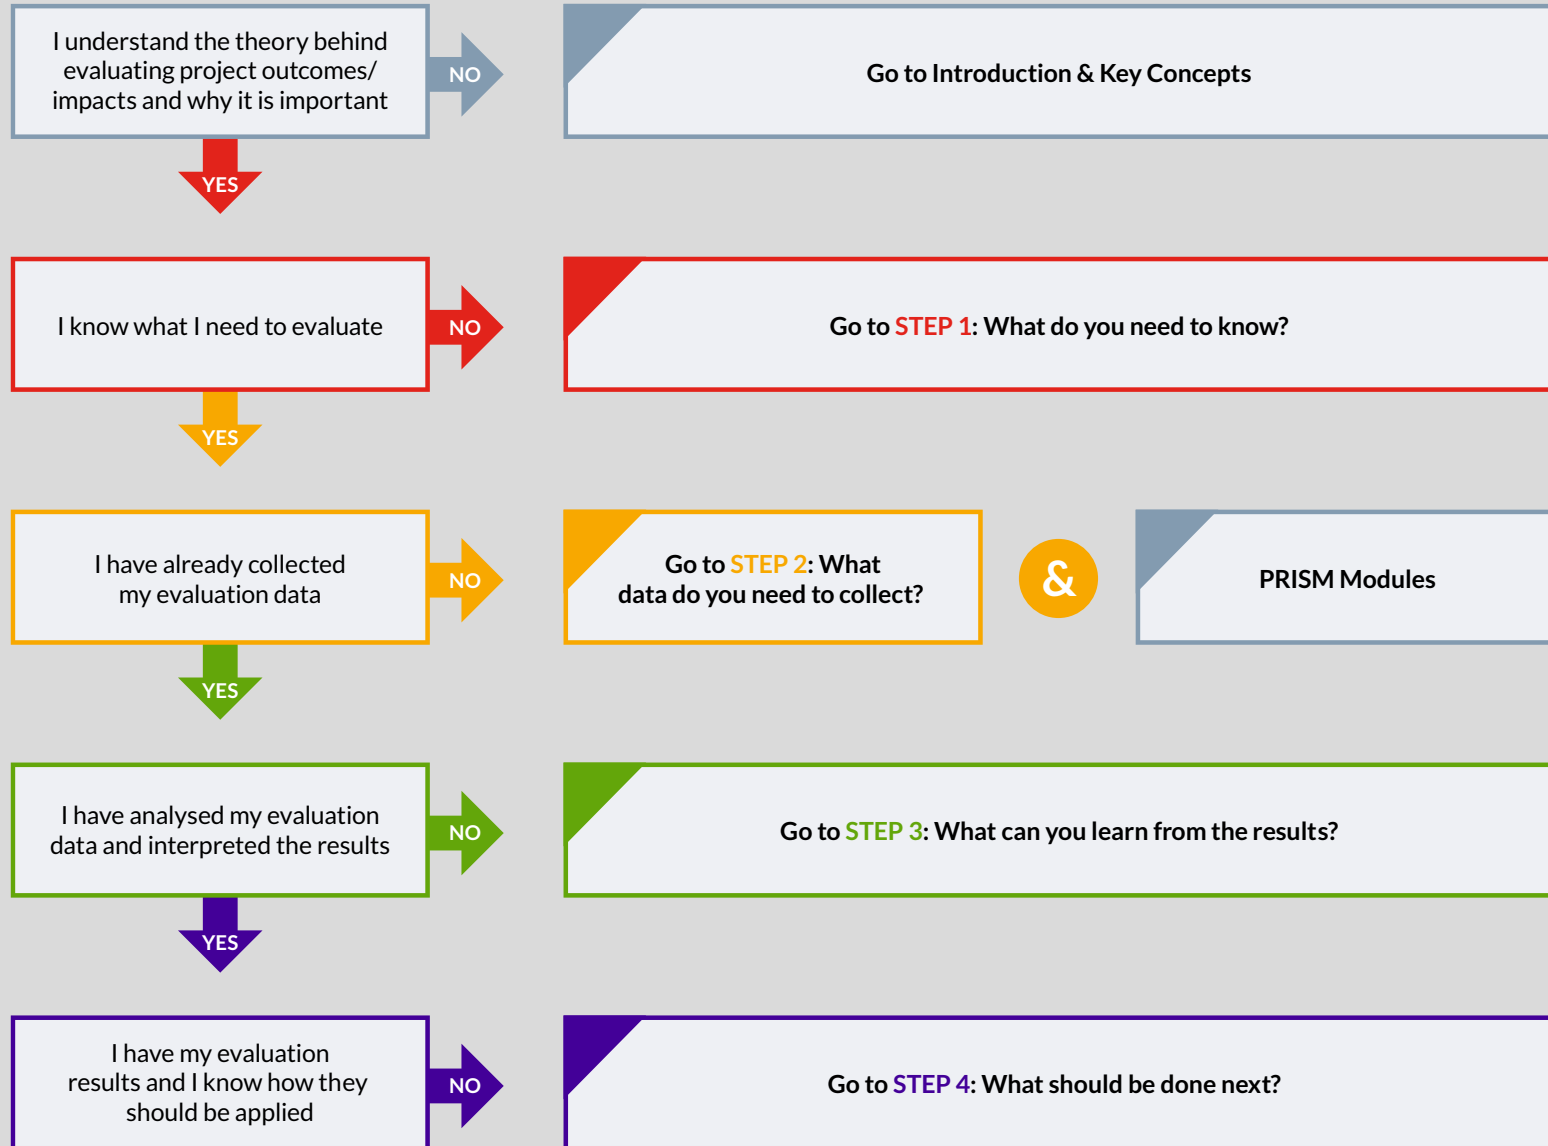 I understand the theory behind
evaluating project outcomes/
impacts and why it is important
NO
Go to Introduction & Key Concepts
YES
I know what I need to evaluate
NO
Go to STEP 1: What do you need to know?
YES
I have already collected
my evaluation data
NO
Go to STEP 2: What
data do you need to collect?
&
PRISM Modules
YES
I have analysed my evaluation
data and interpreted the results
NO
Go to STEP 3: What can you learn from the results?
YES
I have my evaluation
results and I know how they
should be applied
NO
Go to STEP 4: What should be done next?